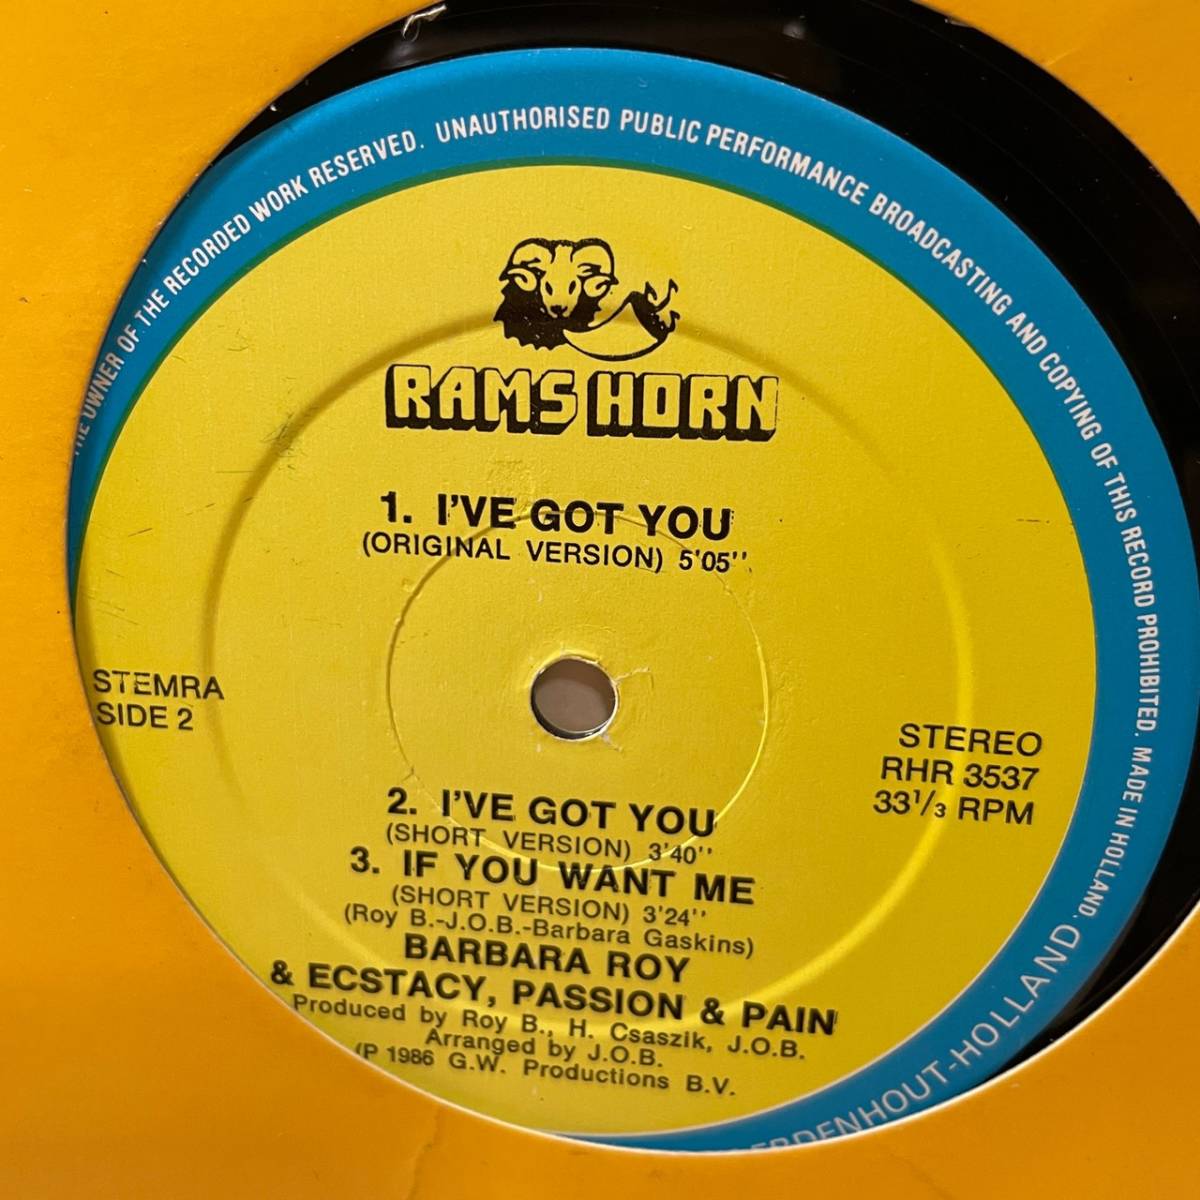 OWNER OF THE RECORDED WORK RESERVED. UNAUTHORISED PUBLIC PERFORMANCE BROADCASTING AND COPYING OF THIS RECORD PROHIBITED. MADE IN HOLLAND.
RAMS HORN
1. I'VE GOT YOU
(ORIGINAL VERSION) 5'05''
STEMRA
SIDE 2
STEREO
RHR 3537
33 1/3 RPM
2. I'VE GOT YOU
(SHORT VERSION) 3'40''
3. IF YOU WANT ME
(SHORT VERSION) 3'24''
(Roy B.-J.O.B.-Barbara Gaskins)
BARBARA ROY
& ECSTACY, PASSION & PAIN
Produced by Roy B., H. Csaszik, J.O.B.
Arranged by J.O.B.
(P 1986 G.W. Productions B.V.
ERDENHOUT-HOLLAND